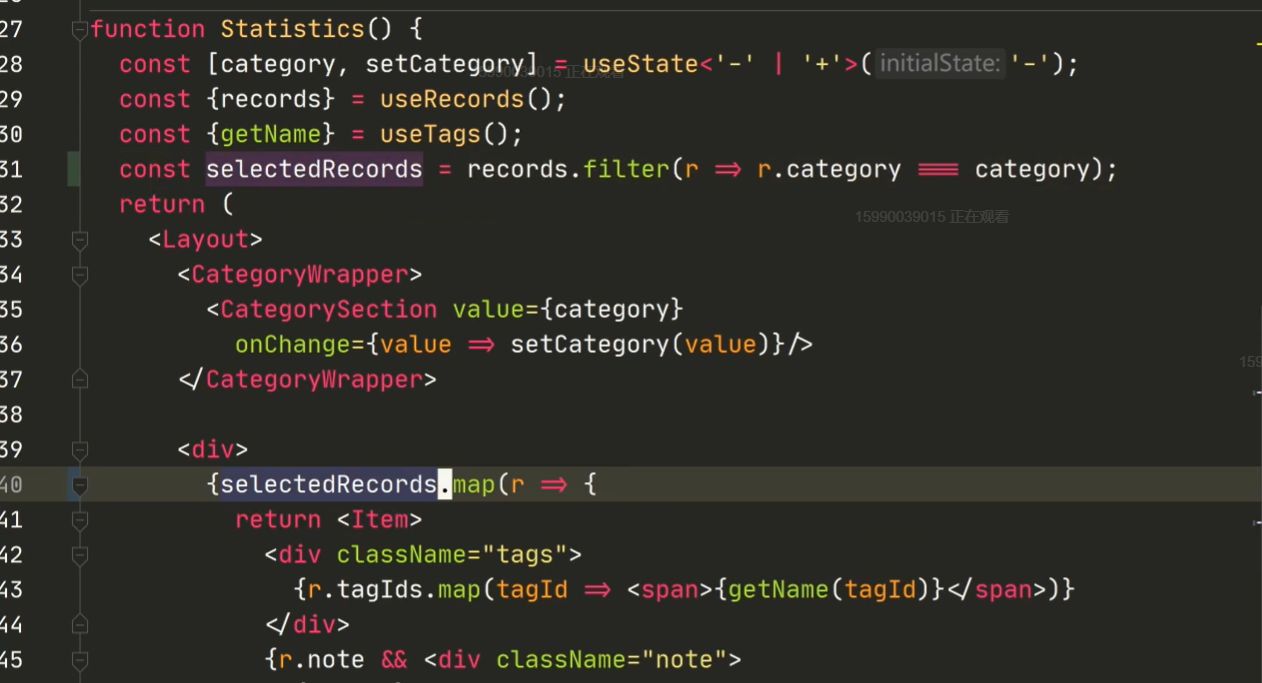 27 function Statistics() {
28 const [category, setCategory] = useState<'-' | '+'>( initialState: '-');
15990039015 正在观看
29 const {records} = useRecords();
30 const {getName} = useTags();
31 const selectedRecords = records.filter(r => r.category === category);
32 return (
15990039015 正在观看
33 <Layout>
34 <CategoryWrapper>
35 <CategorySection value={category}
36 onChange={value => setCategory(value)}/>
159
37 </CategoryWrapper>
38
39 <div>
40 {selectedRecords.map(r => {
41 return <Item>
42 <div className="tags">
43 {r.tagIds.map(tagId => <span>{getName(tagId)}</span>)}
44 </div>
45 {r.note && <div className="note">